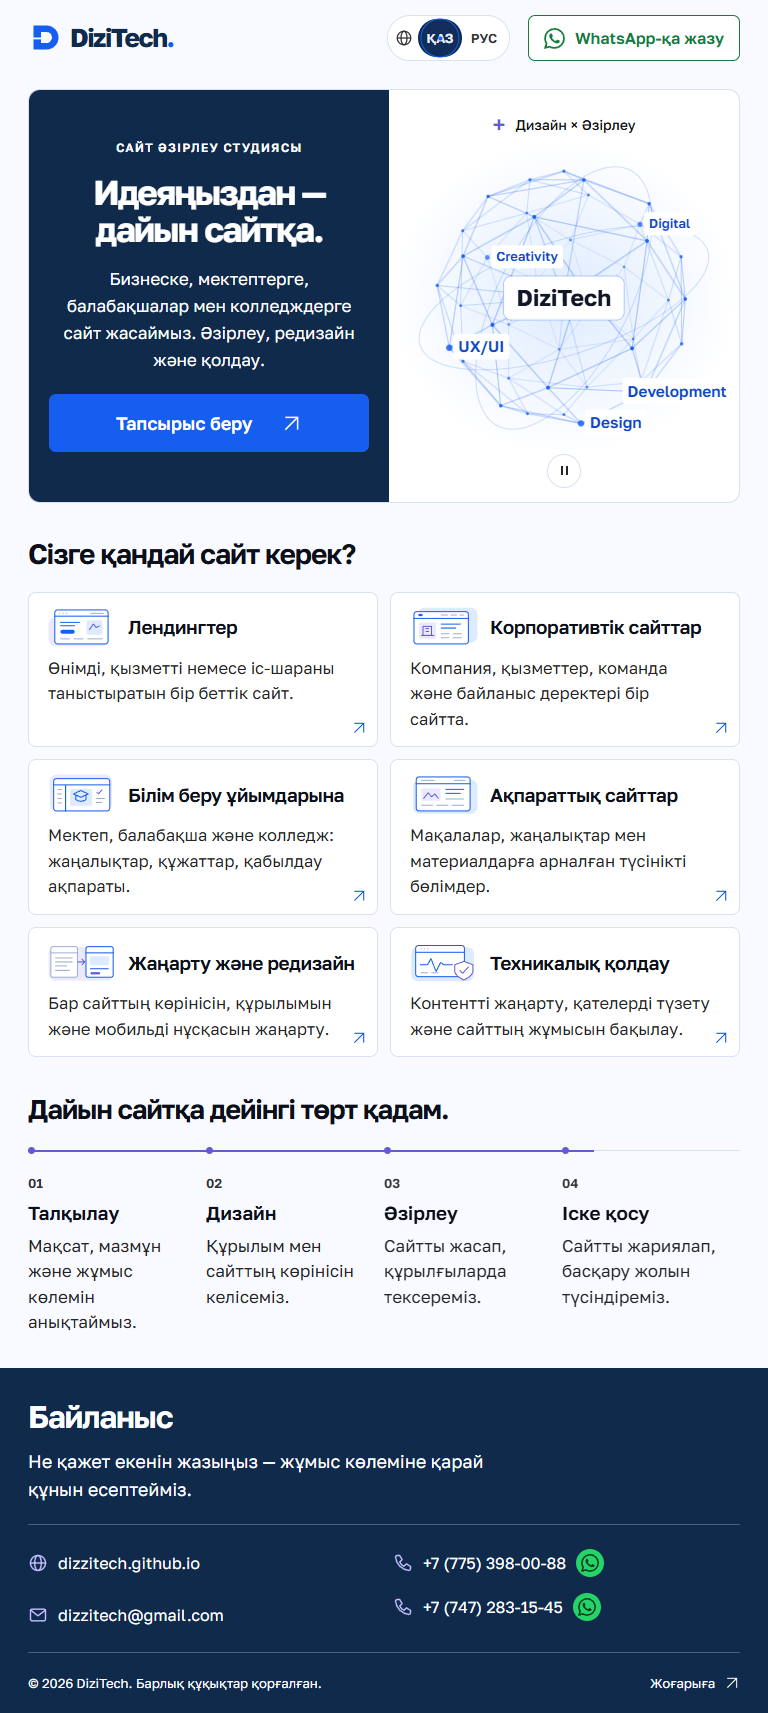 DiziTech.
ҚАЗ
РУС
WhatsApp-қа жазу
САЙТ ӘЗІРЛЕУ СТУДИЯСЫ
Идеяңыздан —
дайын сайтқа.
Бизнеске, мектептерге,
балабақшалар мен колледждерге
сайт жасаймыз. Әзірлеу, редизайн
және қолдау.
Тапсырыс беру
Дизайн × Әзірлеу
Digital
Creativity
DiziTech
UX/UI
Development
Design
Сізге қандай сайт керек?
Лендингтер
Өнімді, қызметті немесе іс-шараны
таныстыратын бір беттік сайт.
Корпоративтік сайттар
Компания, қызметтер, команда
және байланыс деректері бір
сайтта.
Білім беру ұйымдарына
Мектеп, балабақша және колледж:
жаңалықтар, құжаттар, қабылдау
ақпараты.
Ақпараттық сайттар
Мақалалар, жаңалықтар мен
материалдарға арналған түсінікті
бөлімдер.
Жаңарту және редизайн
Бар сайттың көрінісін, құрылымын
және мобильді нұсқасын жаңарту.
Техникалық қолдау
Контентті жаңарту, қателерді түзету
және сайттың жұмысын бақылау.
Дайын сайтқа дейінгі төрт қадам.
01
Талқылау
Мақсат, мазмұн
және жұмыс
көлемін
анықтаймыз.
02
Дизайн
Құрылым мен
сайттың көрінісін
келісеміз.
03
Әзірлеу
Сайтты жасап,
құрылғыларда
тексереміз.
04
Іске қосу
Сайтты жариялап,
басқару жолын
түсіндіреміз.
Байланыс
Не қажет екенін жазыңыз — жұмыс көлеміне қарай
құнын есептейміз.
dizzitech.github.io
dizzitech@gmail.com
+7 (775) 398-00-88
+7 (747) 283-15-45
© 2026 DiziTech. Барлық құқықтар қорғалған.
Жоғарыға